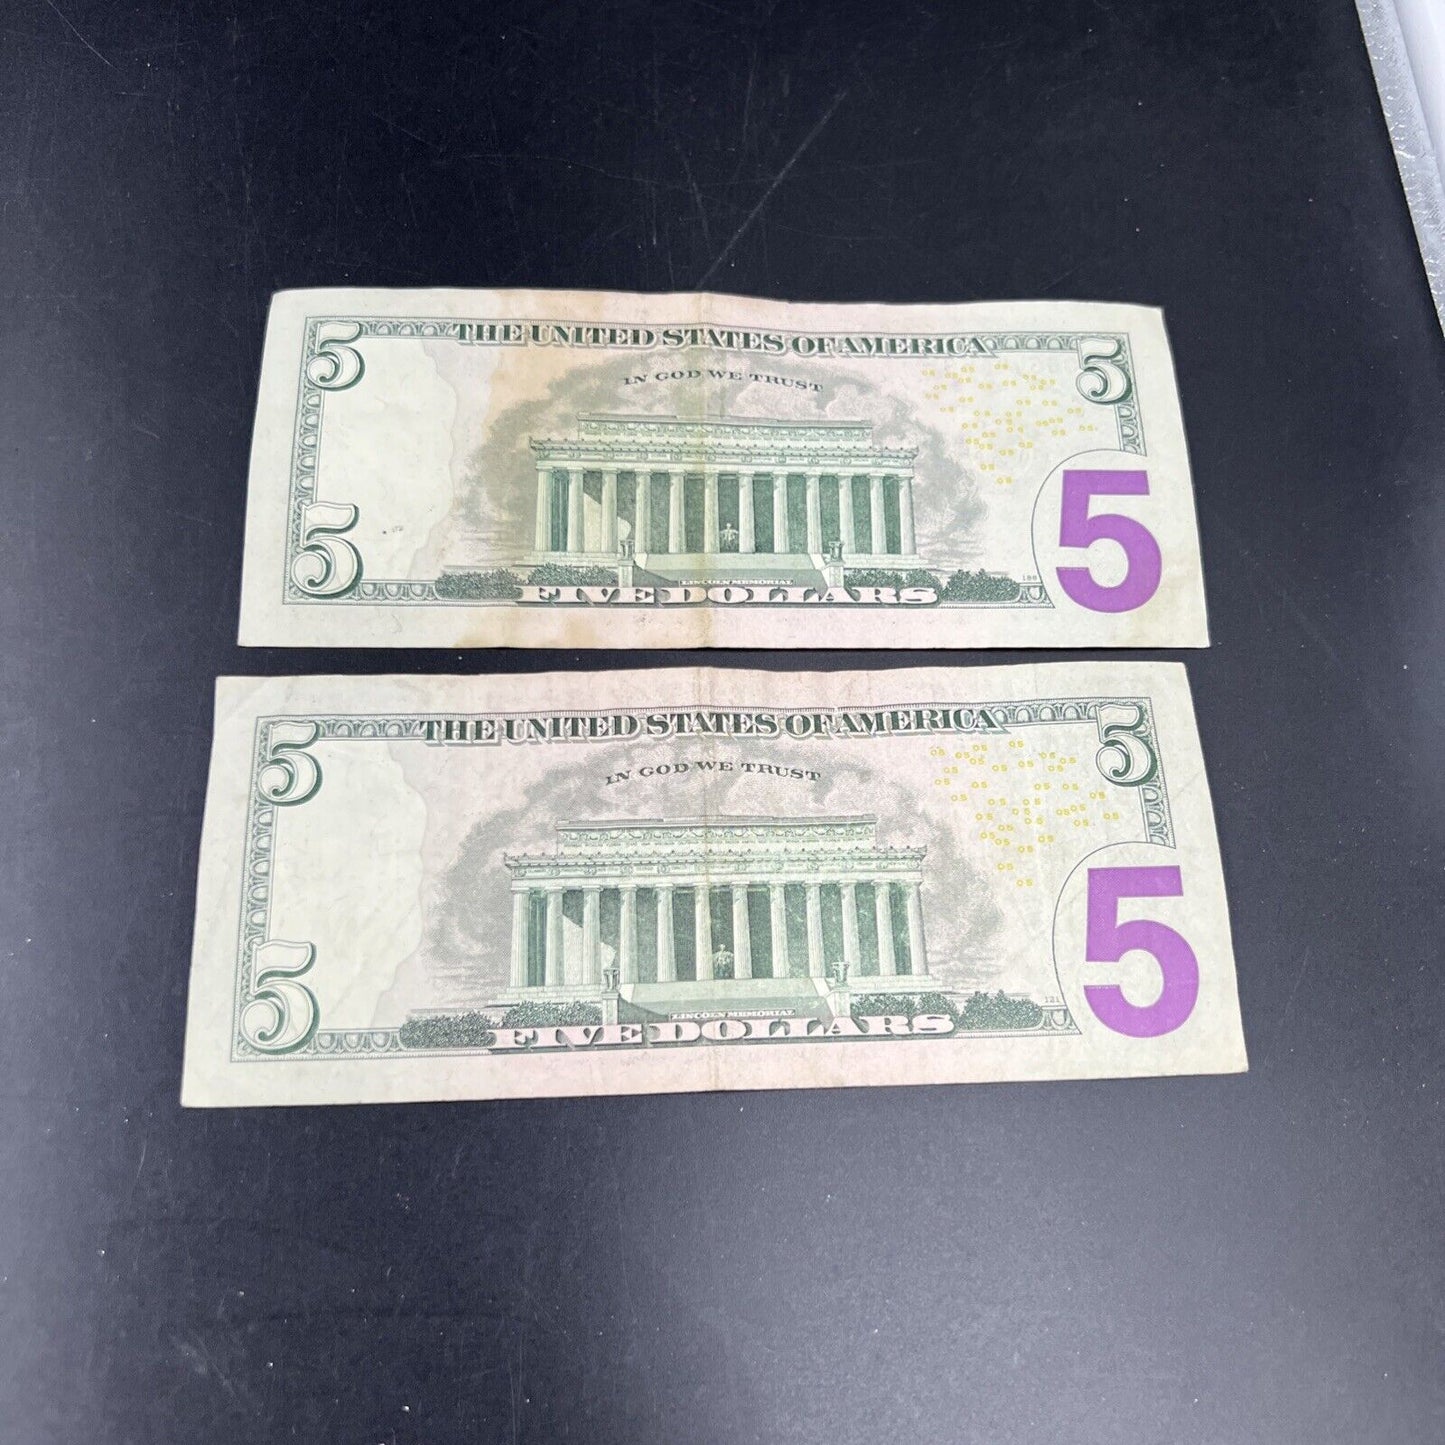 5 THE UNITED STATES OF AMERICA 5
IN GOD WE TRUST
5
5
LINCOLN MEMORIAL
FIVE DOLLARS
5 THE UNITED STATES OF AMERICA 5
IN GOD WE TRUST
5
5
121
LINCOLN MEMORIAL
FIVE DOLLARS